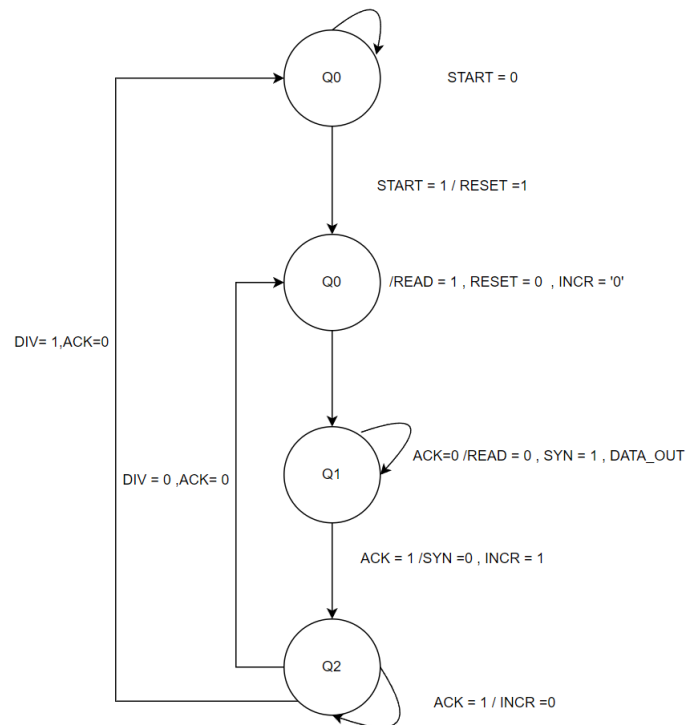 Q0
START = 0
START = 1 / RESET =1
Q0
/READ = 1 , RESET = 0 , INCR = '0'
DIV= 1,ACK=0
ACK=0 /READ = 0 , SYN = 1 , DATA_OUT
Q1
DIV = 0 ,ACK= 0
ACK = 1 /SYN =0 , INCR = 1
Q2
ACK = 1 / INCR =0